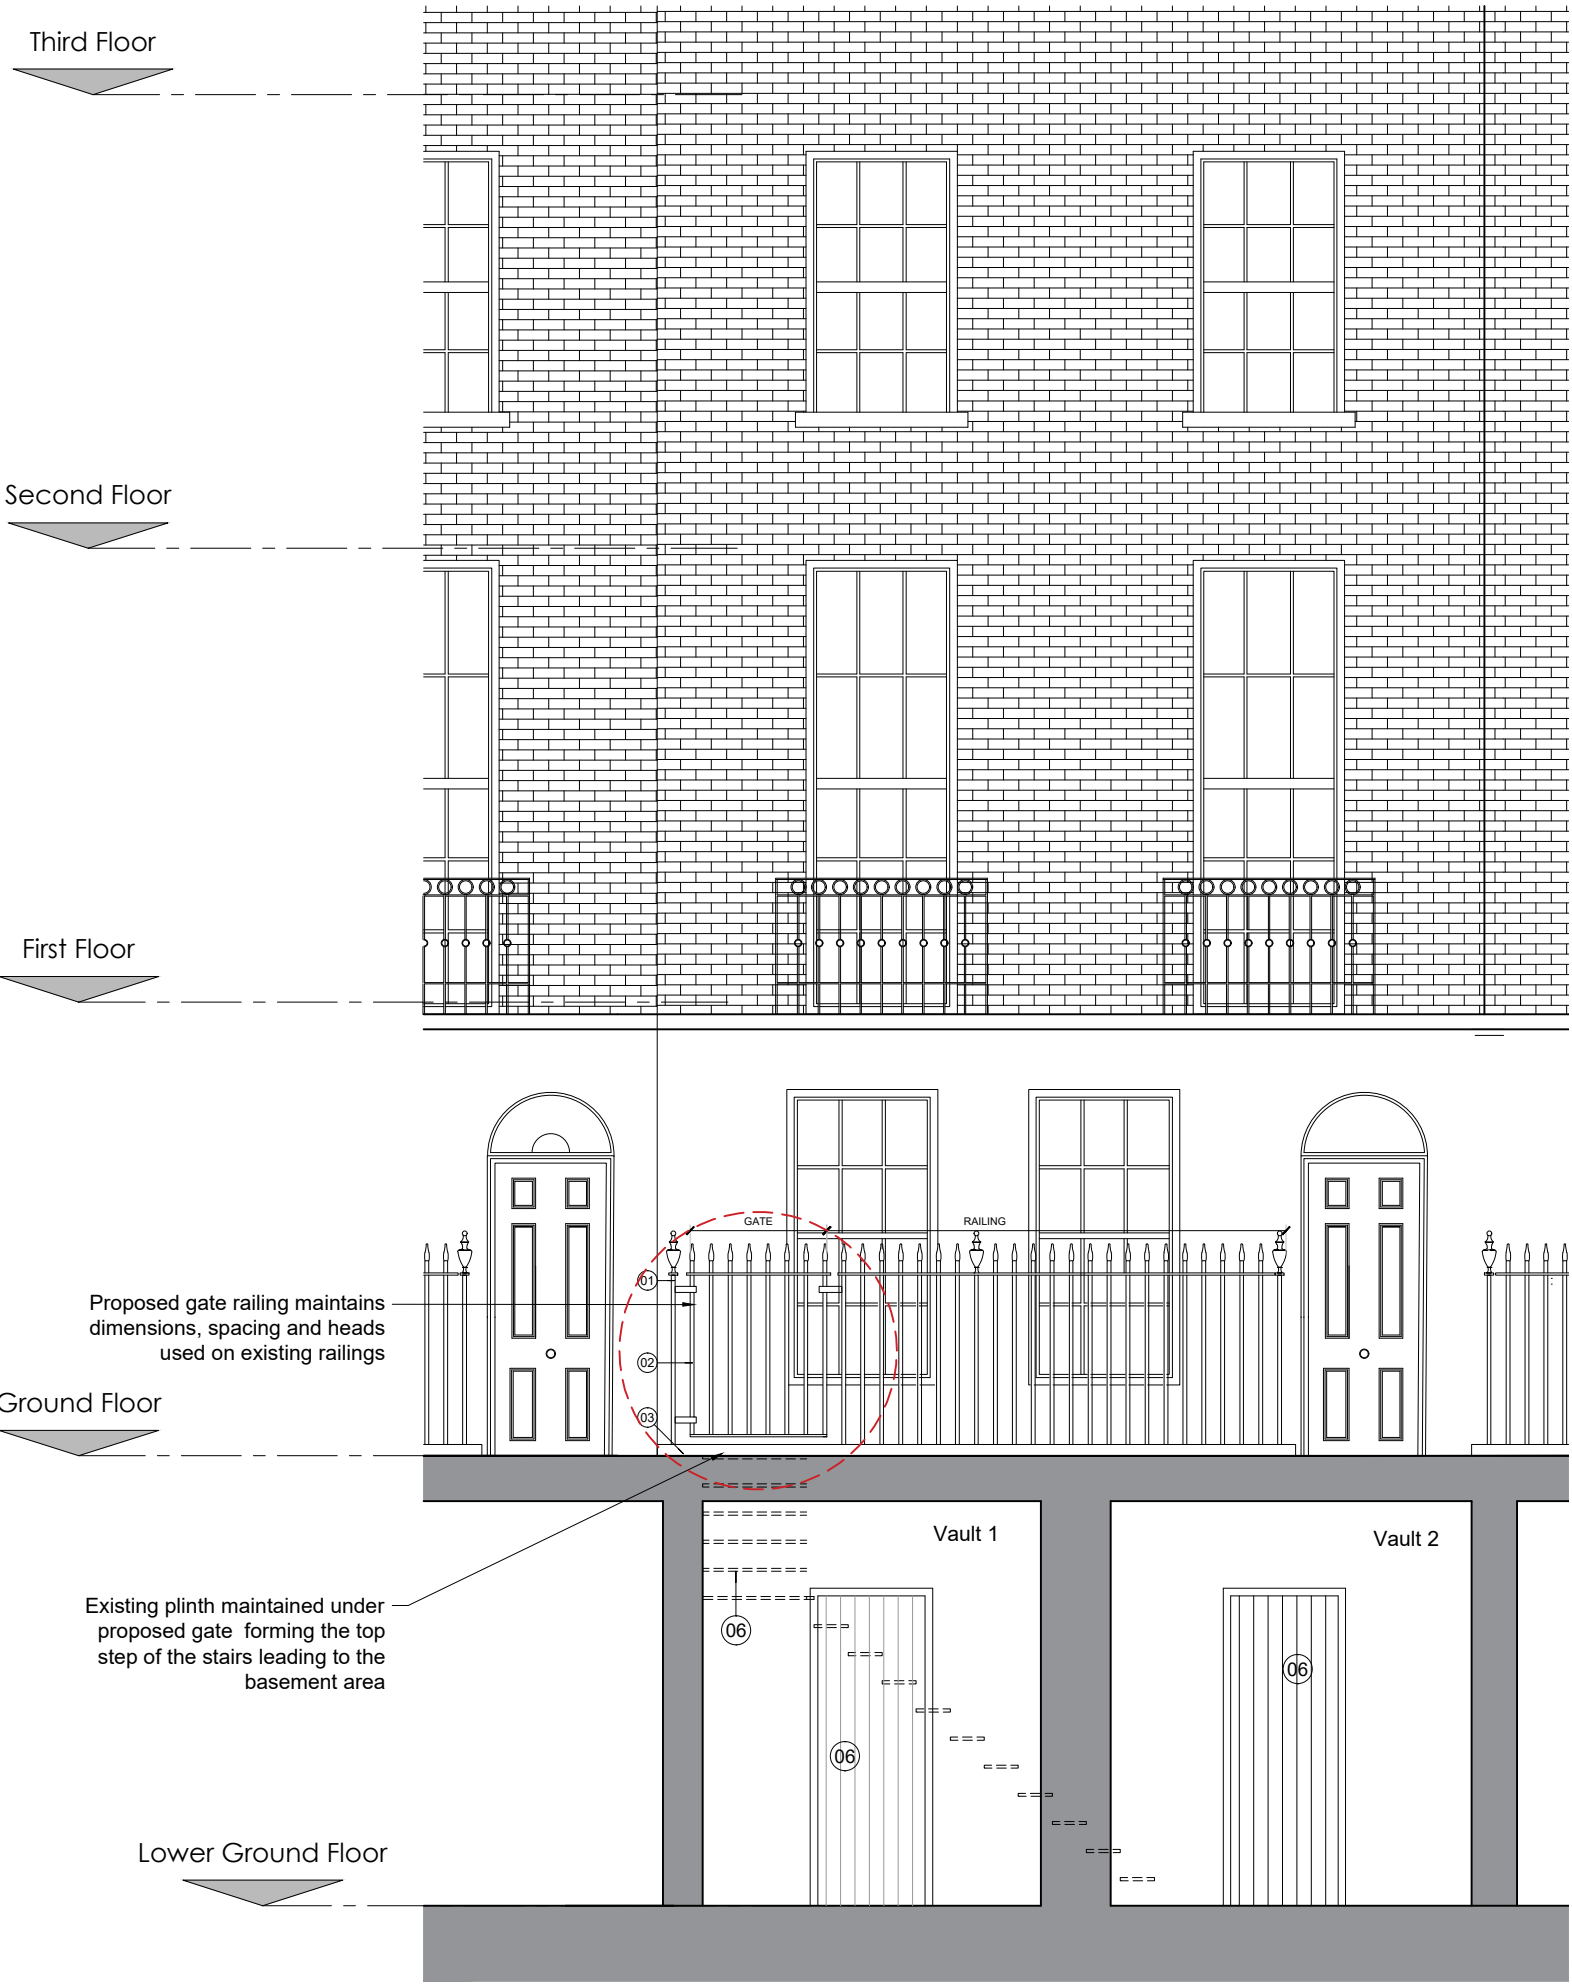 Third Floor
Second Floor
First Floor
GATE
RAILING
01
Proposed gate railing maintains
dimensions, spacing and heads
used on existing railings
02
Ground Floor
03
Vault 1
Vault 2
Existing plinth maintained under
proposed gate forming the top
step of the stairs leading to the
basement area
06
06
06
Lower Ground Floor